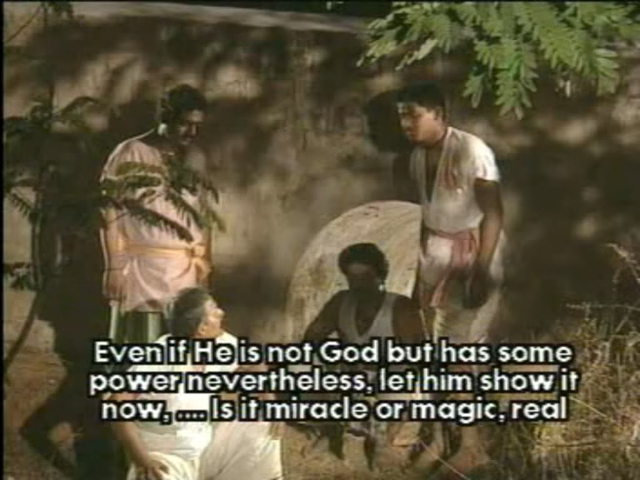 Even if He is not God but has some
power nevertheless, let him show it
now, .... Is it miracle or magic, real